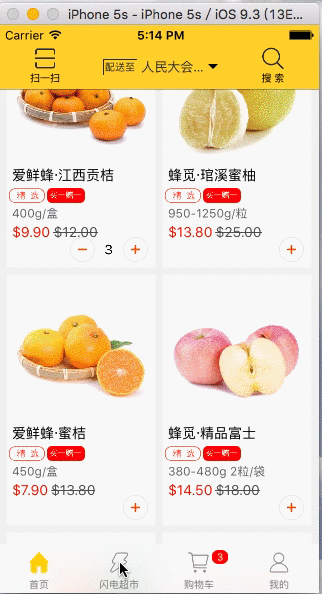 iPhone 5s - iPhone 5s / iOS 9.3 (13E...
Carrier 5:14 PM
扫一扫 配送至 人民大会... 搜 索
爱鲜蜂·江西贡桔
精 选 买一购一
400g/盒
$9.90 $12.00
3
蜂觅·琯溪蜜柚
精 选 买一购一
950-1250g/粒
$13.80 $25.00
爱鲜蜂·蜜桔
精 选 买一购一
450g/盒
$7.90 $13.80
蜂觅·精品富士
精 选 买一购一
380-480g 2粒/袋
$14.50 $18.00
3
首页 闪电超市 购物车 我的